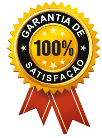 GARANTIA DE
100%
SATISFAÇÃO